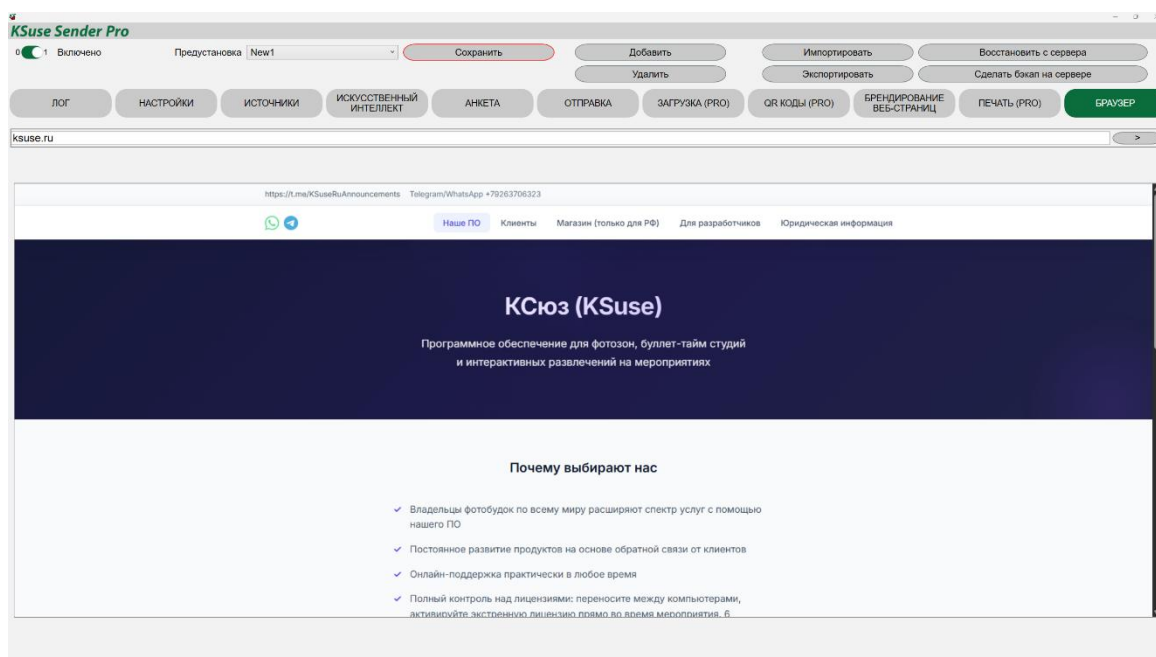 KSuse Sender Pro
0 1 Включено Предустановка New1 Сохранить Добавить Импортировать Восстановить с сервера
Удалить Экспортировать Сделать бэкап на сервере
ЛОГ НАСТРОЙКИ ИСТОЧНИКИ ИСКУССТВЕННЫЙ ИНТЕЛЛЕКТ АНКЕТА ОТПРАВКА ЗАГРУЗКА (PRO) QR КОДЫ (PRO) БРЕНДИРОВАНИЕ ВЕБ-СТРАНИЦ ПЕЧАТЬ (PRO) БРАУЗЕР
ksuse.ru >
https://t.me/KSuseRuAnnouncements Telegram/WhatsApp +79263706323
Наше ПО Клиенты Магазин (только для РФ) Для разработчиков Юридическая информация
КСюз (KSuse)
Программное обеспечение для фотозон, буллет-тайм студий
и интерактивных развлечений на мероприятиях
Почему выбирают нас
Владельцы фотобудок по всему миру расширяют спектр услуг с помощью
нашего ПО
Постоянное развитие продуктов на основе обратной связи от клиентов
Онлайн-поддержка практически в любое время
Полный контроль над лицензиями: переносите между компьютерами,
активируйте экстренную лицензию прямо во время мероприятия. 6